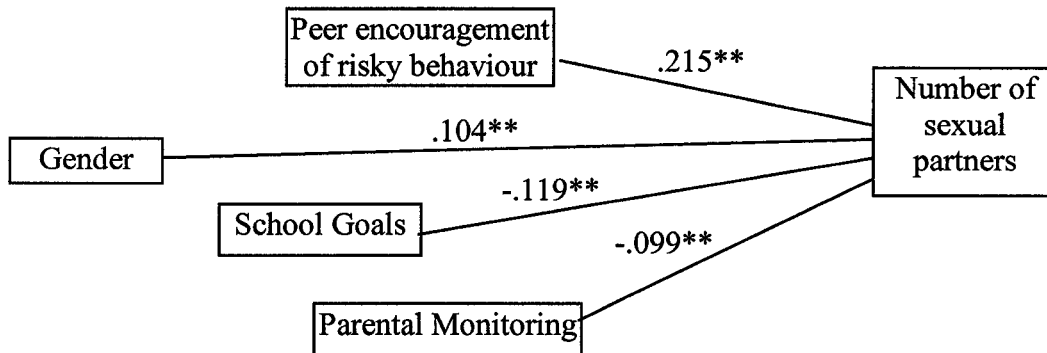 Peer encouragement
of risky behaviour
.215**
Number of
sexual
partners
.104**
Gender
-.119**
School Goals
-.099**
Parental Monitoring